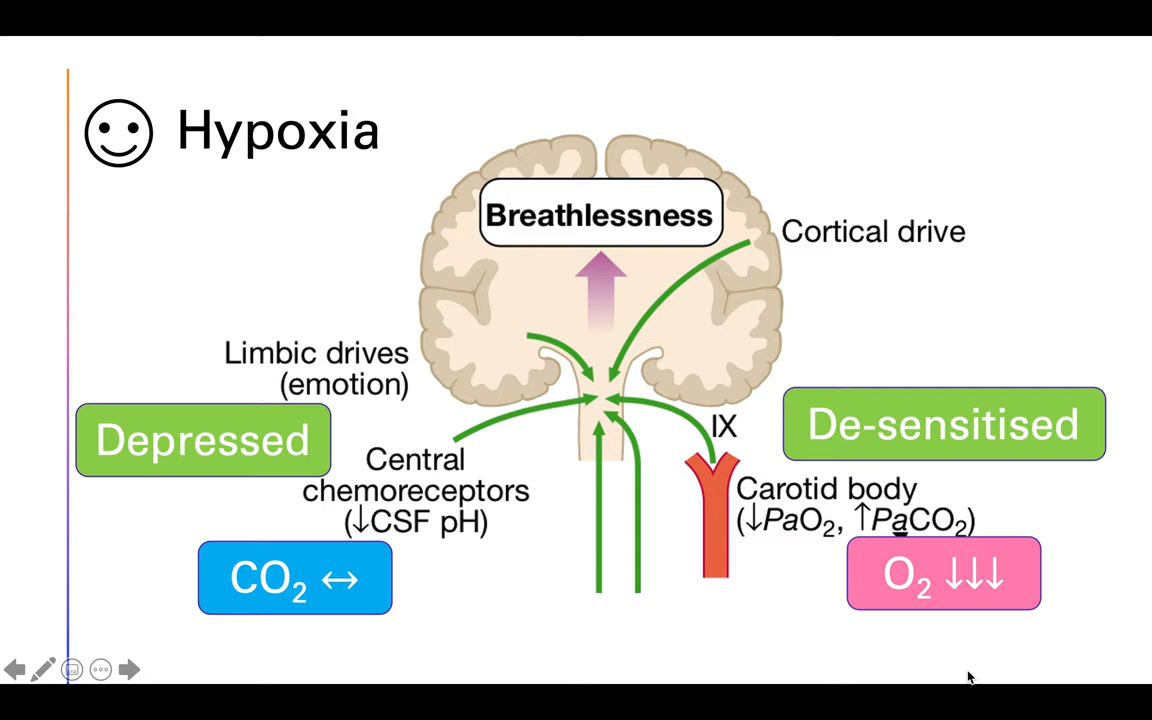 Hypoxia
Breathlessness
Cortical drive
Limbic drives
(emotion)
Depressed
De-sensitised
IX
Central
chemoreceptors
(↓CSF pH)
Carotid body
(↓PaO₂, ↑PaCO₂)
CO₂ ↔
O₂ ↓↓↓